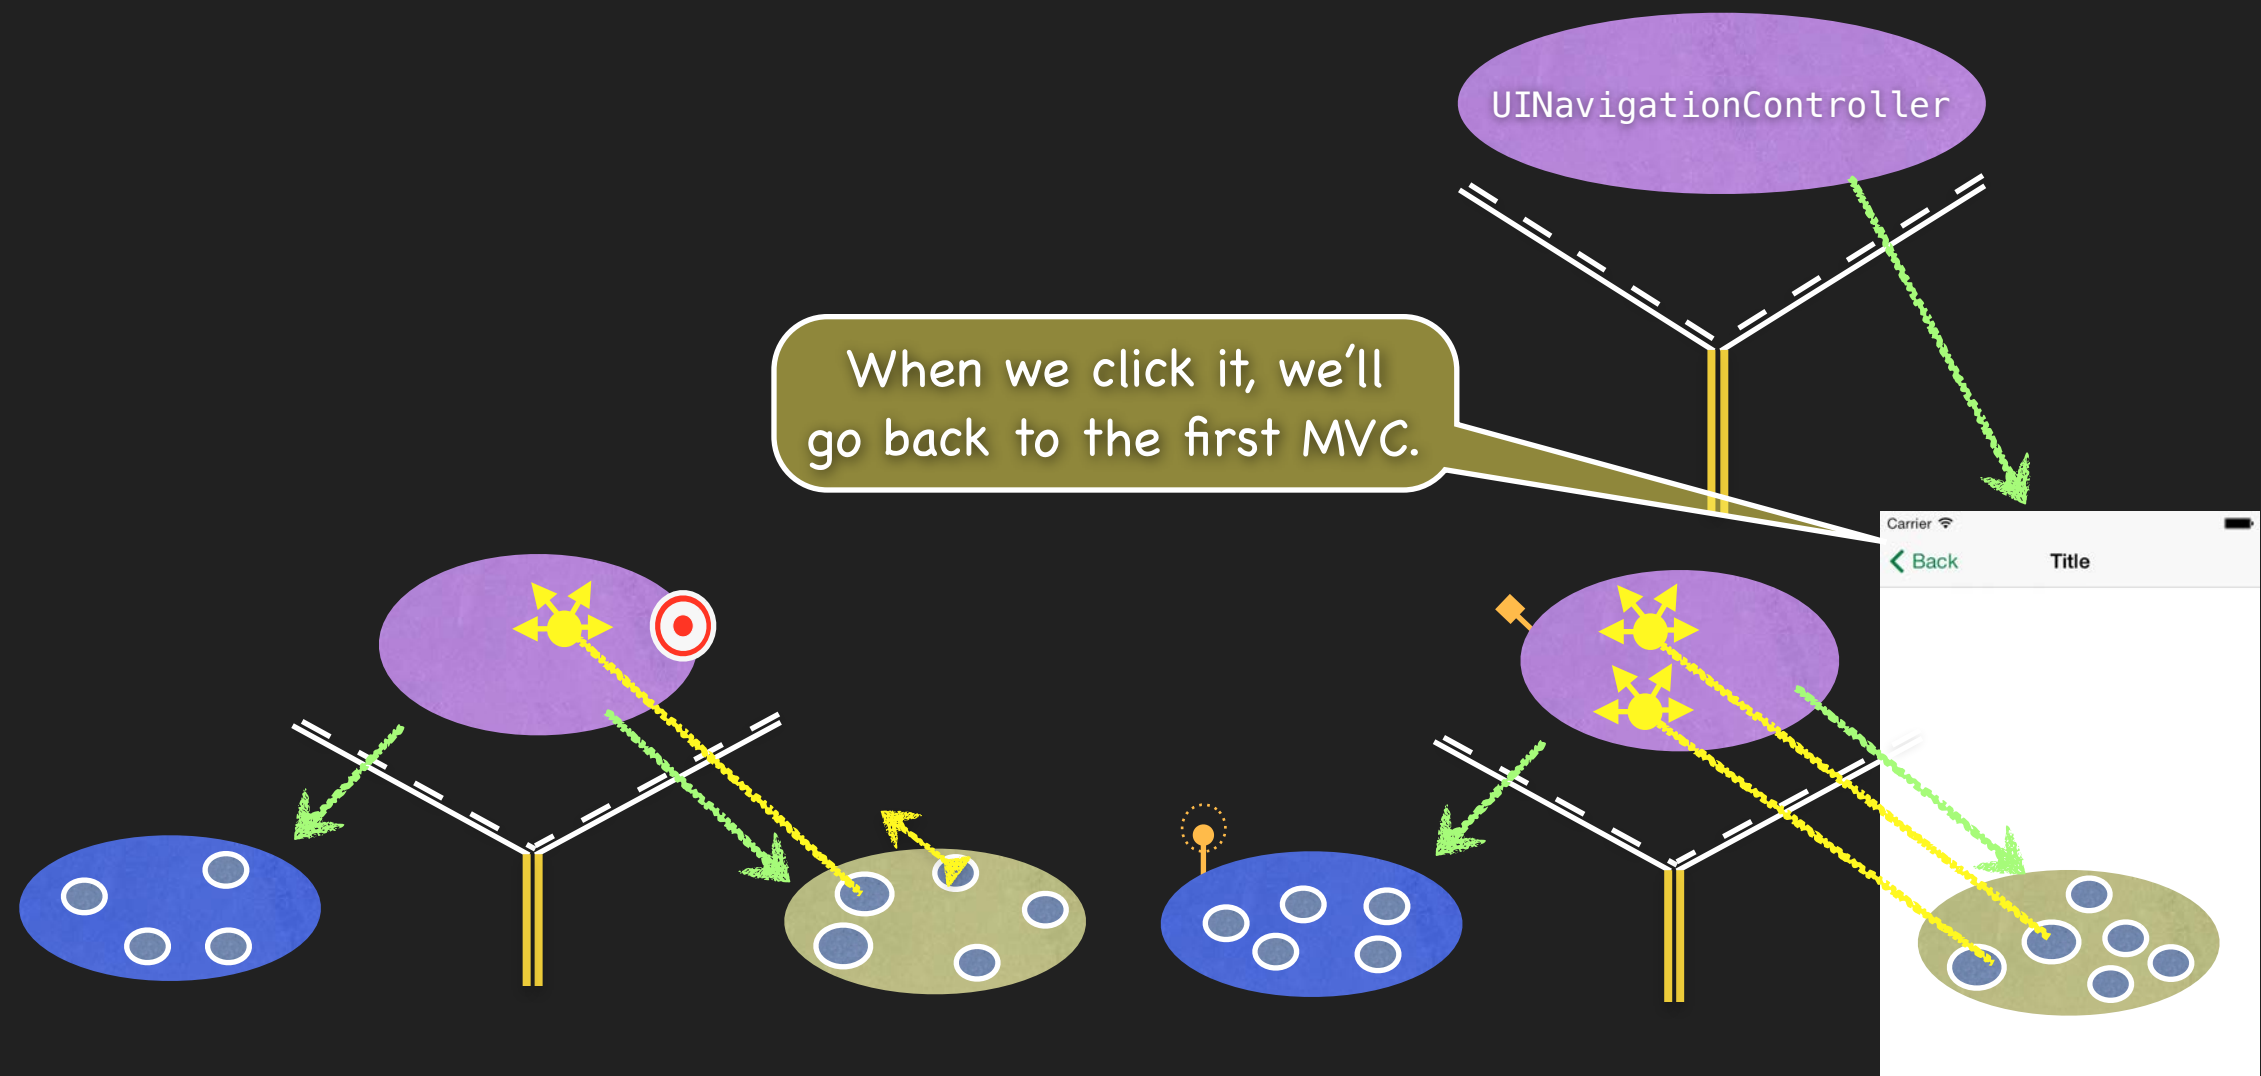 UINavigationController
When we click it, we'll
go back to the first MVC.
Carrier
Back
Title